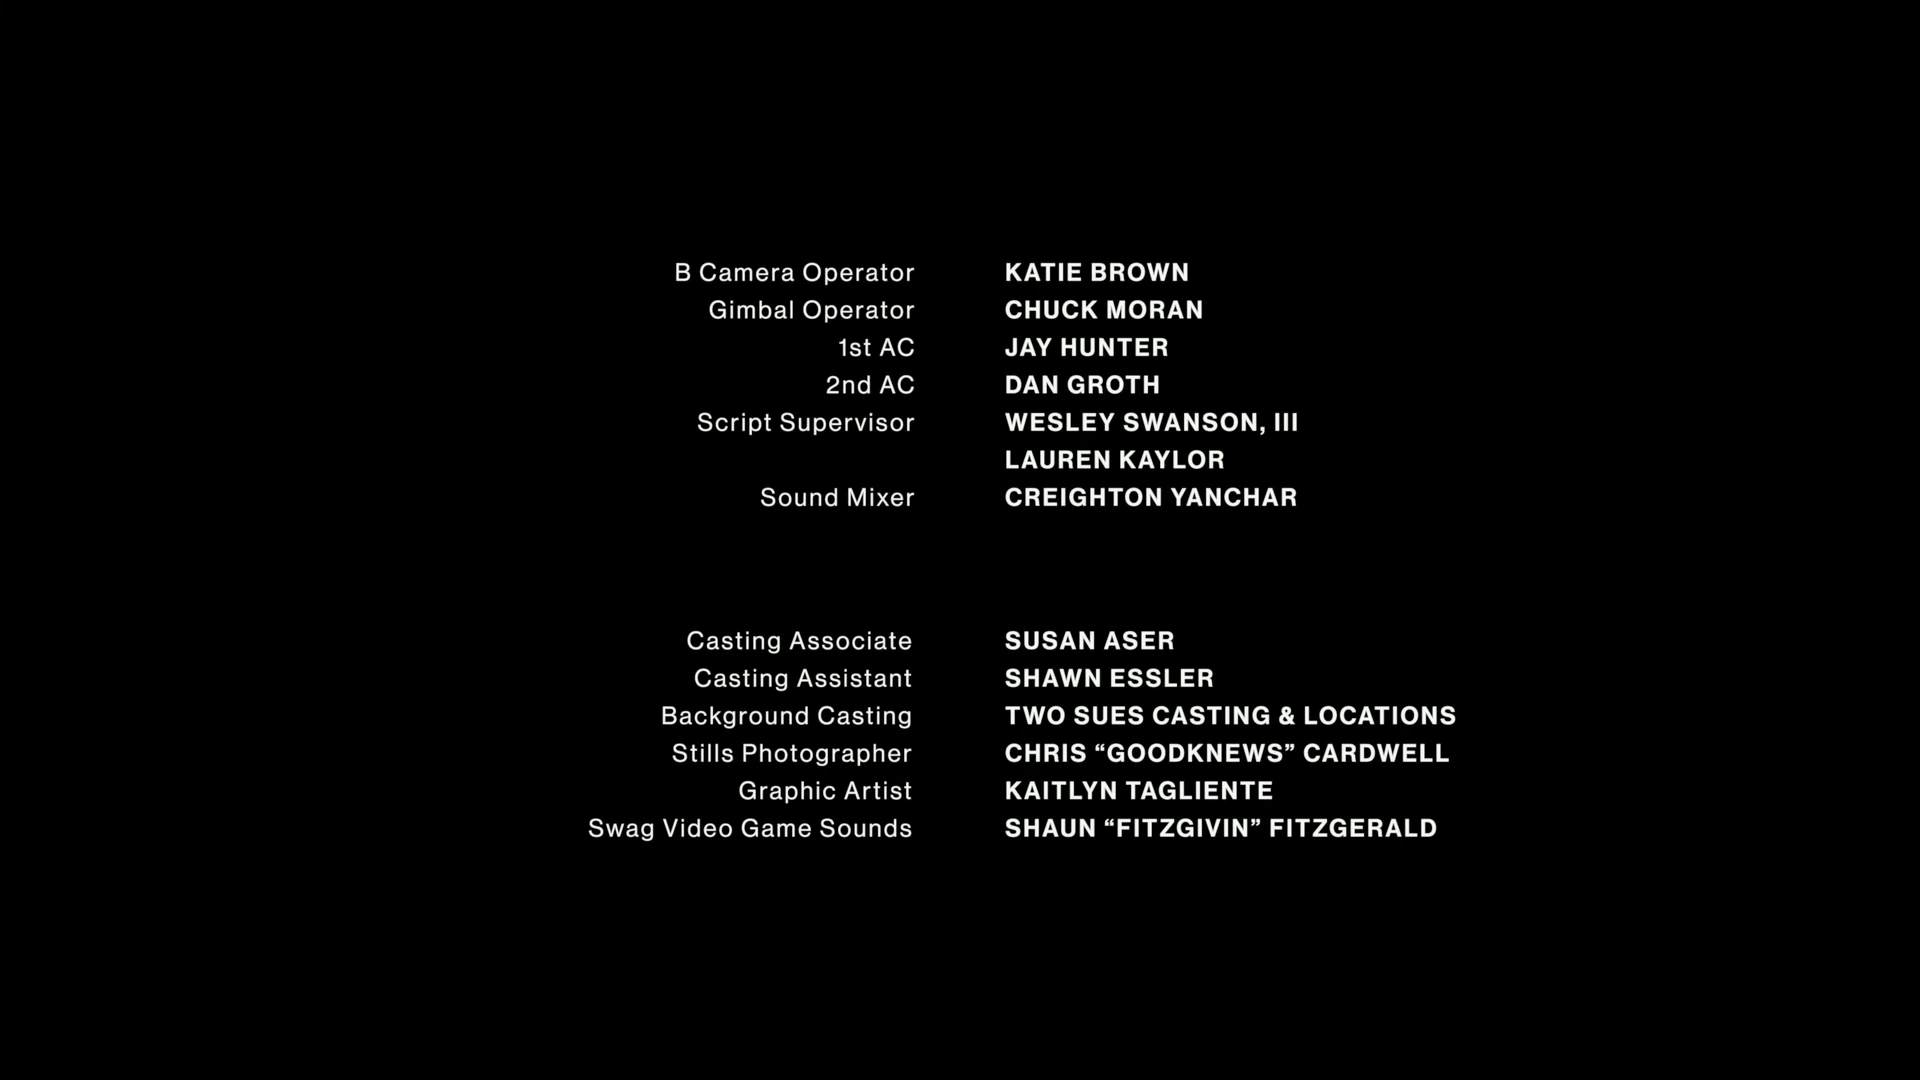 B Camera Operator KATIE BROWN
Gimbal Operator CHUCK MORAN
1st AC JAY HUNTER
2nd AC DAN GROTH
Script Supervisor WESLEY SWANSON, III
LAUREN KAYLOR
Sound Mixer CREIGHTON YANCHAR
Casting Associate SUSAN ASER
Casting Assistant SHAWN ESSLER
Background Casting TWO SUES CASTING & LOCATIONS
Stills Photographer CHRIS “GOODKNEWS” CARDWELL
Graphic Artist KAITLYN TAGLIENTE
Swag Video Game Sounds SHAUN “FITZGIVIN” FITZGERALD